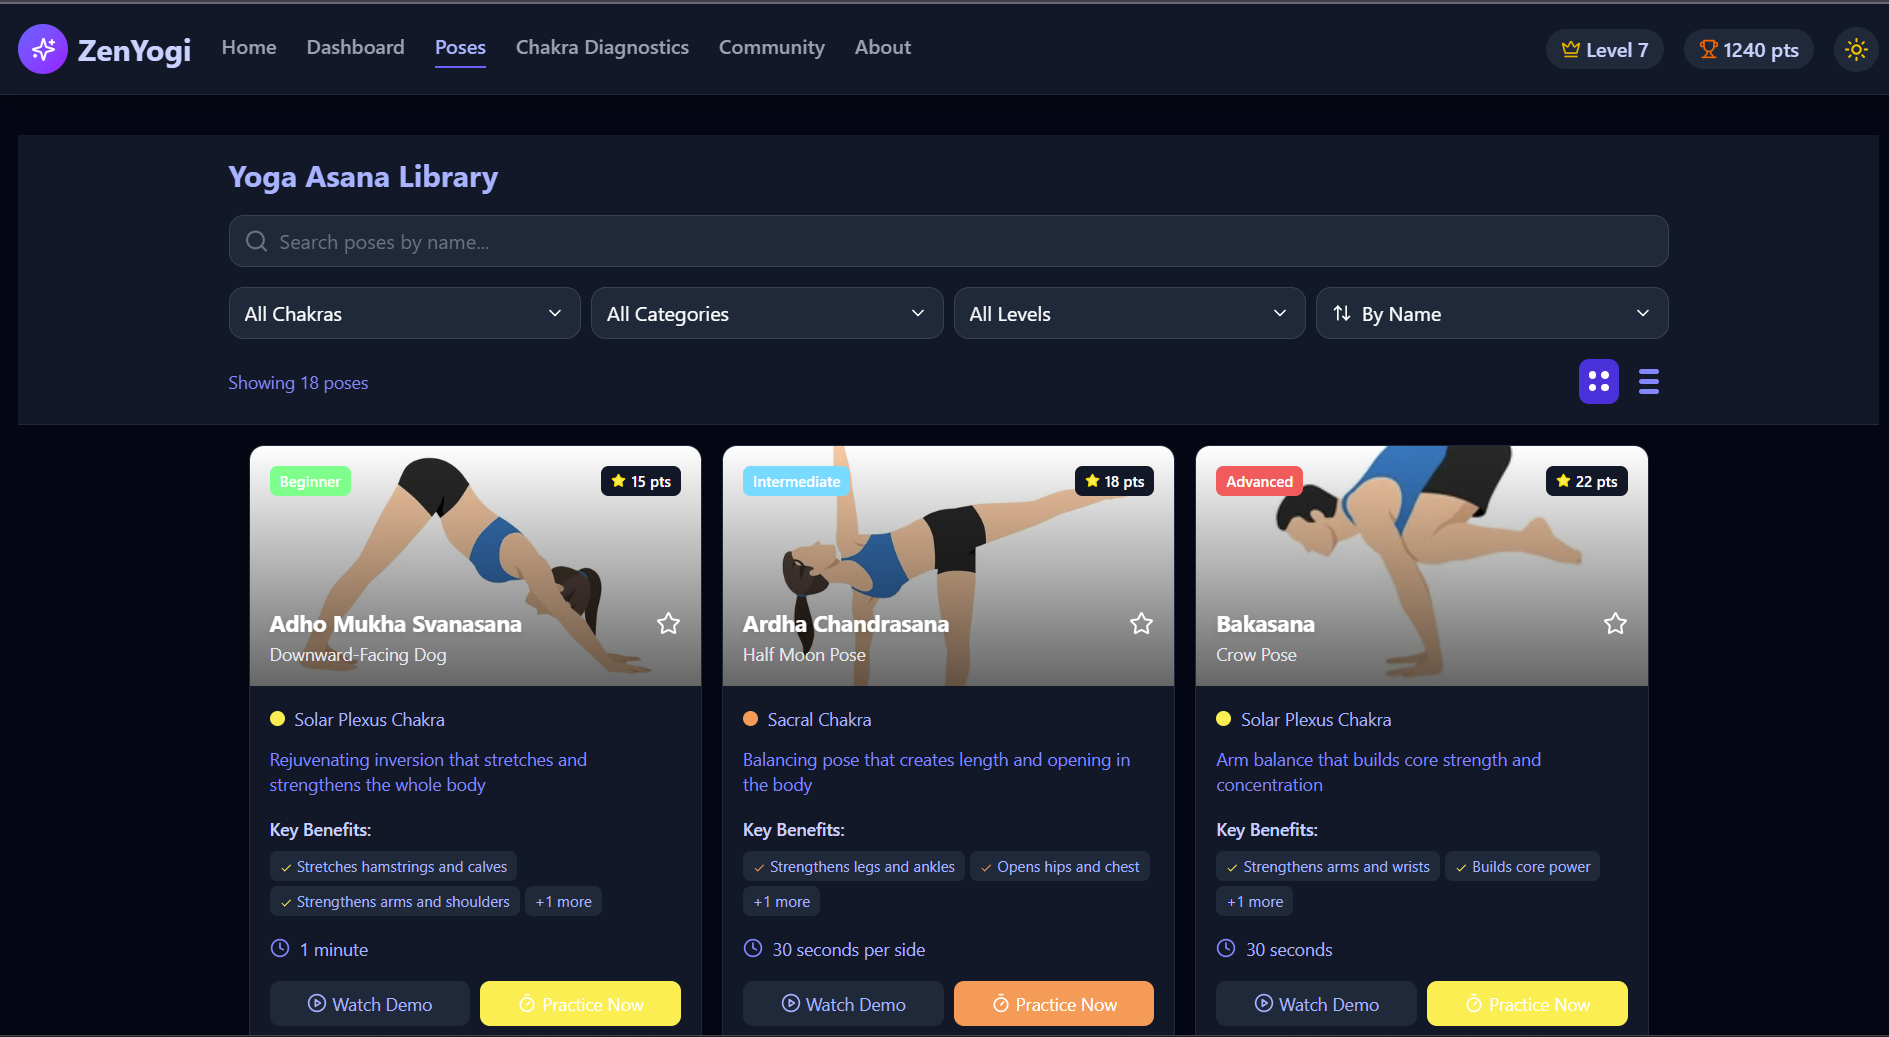 ZenYogi
Home
Dashboard
Poses
Chakra Diagnostics
Community
About
Level 7
1240 pts
Yoga Asana Library
Search poses by name...
All Chakras
All Categories
All Levels
By Name
Showing 18 poses
Beginner
15 pts
Adho Mukha Svanasana
Downward-Facing Dog
Solar Plexus Chakra
Rejuvenating inversion that stretches and
strengthens the whole body
Key Benefits:
Stretches hamstrings and calves
Strengthens arms and shoulders
+1 more
1 minute
Watch Demo
Practice Now
Intermediate
18 pts
Ardha Chandrasana
Half Moon Pose
Sacral Chakra
Balancing pose that creates length and opening in
the body
Key Benefits:
Strengthens legs and ankles
Opens hips and chest
+1 more
30 seconds per side
Watch Demo
Practice Now
Advanced
22 pts
Bakasana
Crow Pose
Solar Plexus Chakra
Arm balance that builds core strength and
concentration
Key Benefits:
Strengthens arms and wrists
Builds core power
+1 more
30 seconds
Watch Demo
Practice Now